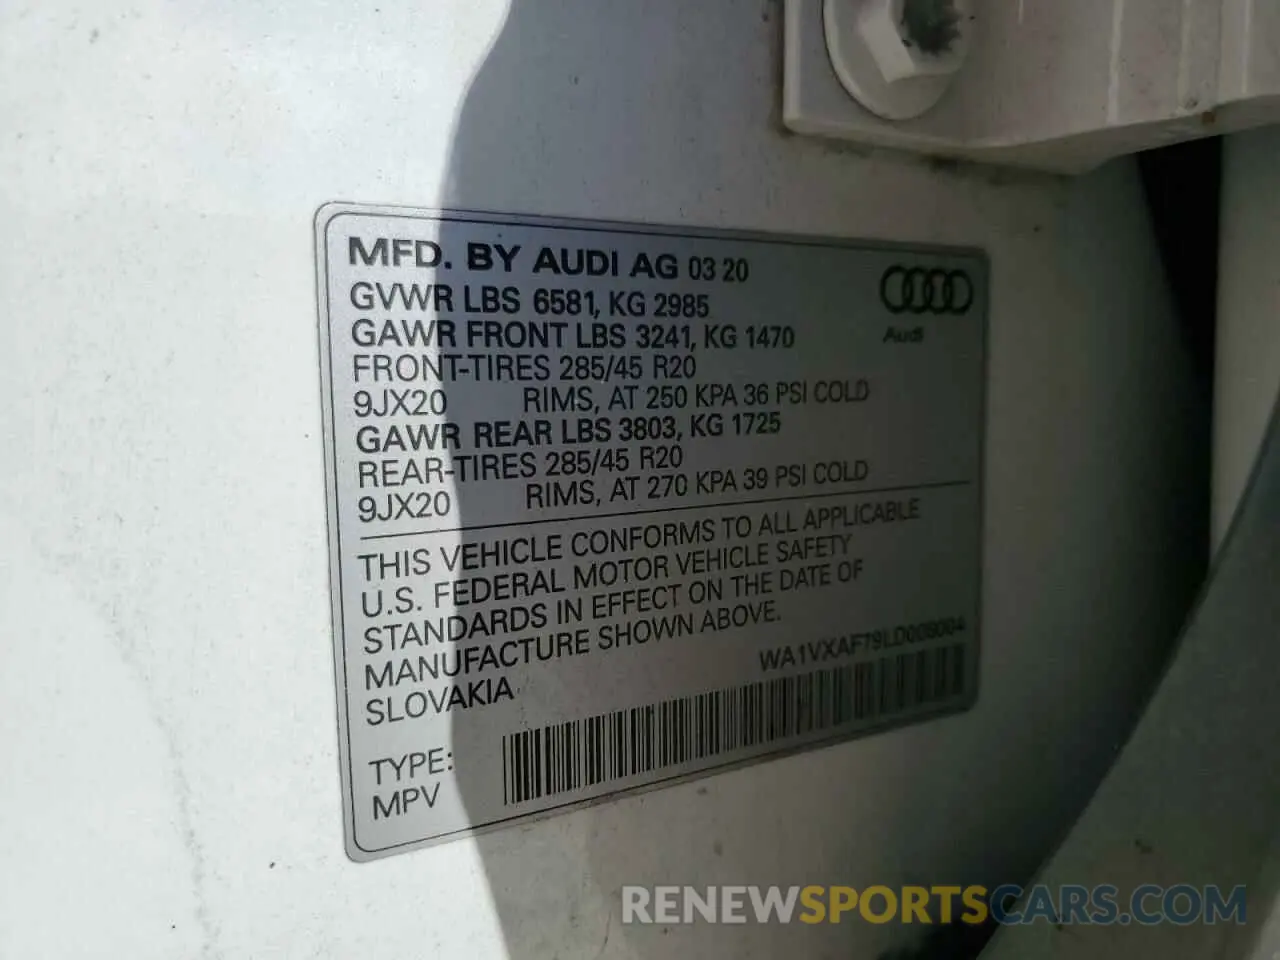 MFD. BY AUDI AG 03 20
GVWR LBS 6581, KG 2985
GAWR FRONT LBS 3241, KG 1470
FRONT-TIRES 285/45 R20
9JX20 RIMS, AT 250 KPA 36 PSI COLD
GAWR REAR LBS 3803, KG 1725
REAR-TIRES 285/45 R20
9JX20 RIMS, AT 270 KPA 39 PSI COLD
Audi
THIS VEHICLE CONFORMS TO ALL APPLICABLE
U.S. FEDERAL MOTOR VEHICLE SAFETY
STANDARDS IN EFFECT ON THE DATE OF
MANUFACTURE SHOWN ABOVE.
SLOVAKIA
TYPE:
MPV
RENEWSPORTSCARS.COM